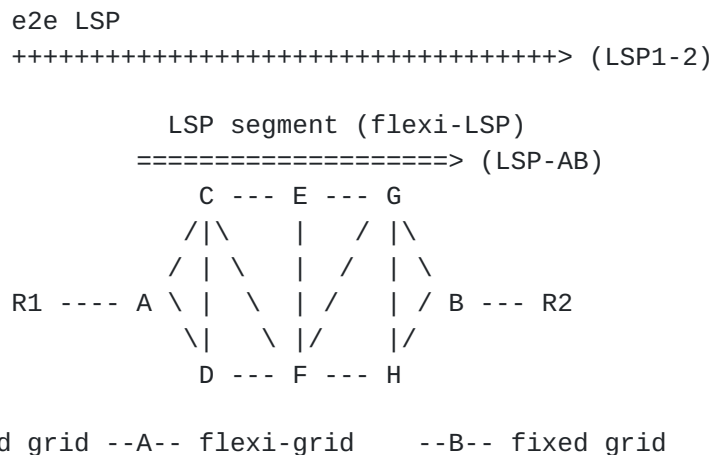 e2e LSP
++++++++++++++++++++++++++++++++++> (LSP1-2)
LSP segment (flexi-LSP)
====================> (LSP-AB)
C --- E --- G
/|\ | / |\
/ | \ | / | \
R1 ---- A \ | \ | / | / B --- R2
\| \ |/ |/
D --- F --- H
d grid --A-- flexi-grid --B-- fixed grid